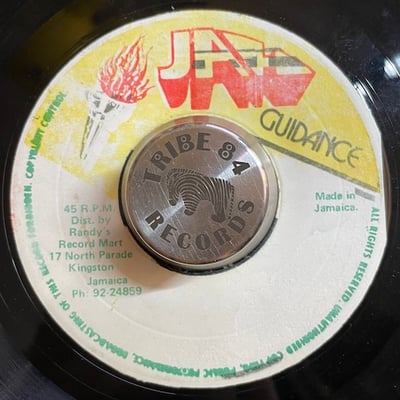 JAH
GUIDANCE
TRIBE 84
RECORDS
45 R.P.M.
Dist. by
Randy's
Record Mart
17 North Parade
Kingston
Jamaica
Ph: 92-24859
Made in
Jamaica.
ALL RIGHTS RESERVED. UNAUTHORISED COPYING, PUBLIC PERFORMANCE, BROADCASTING OF THIS RECORD FORBIDDEN. COPYRIGHT CONTROL